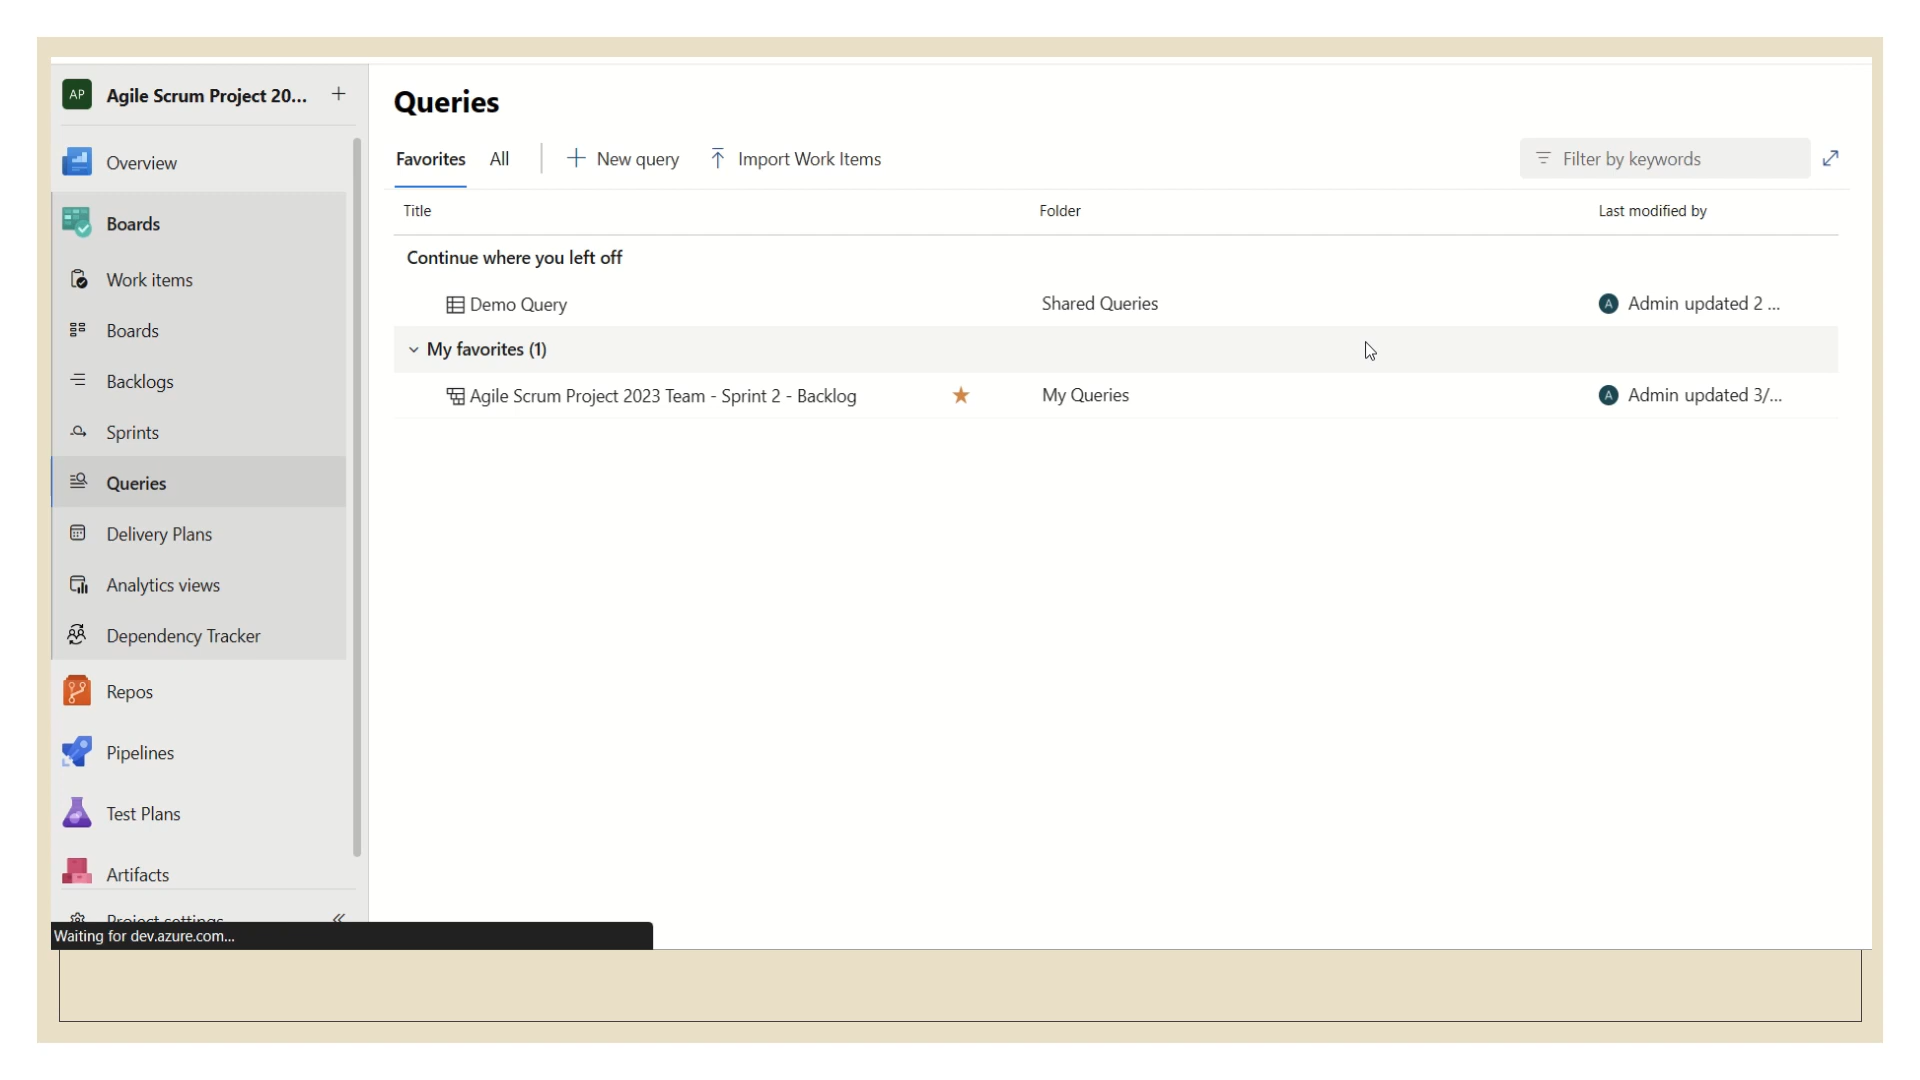 AP Agile Scrum Project 20... +
Overview
Boards
Work items
Boards
Backlogs
Sprints
Queries
Delivery Plans
Analytics views
Dependency Tracker
Repos
Pipelines
Test Plans
Artifacts
Project settings
Waiting for dev.azure.com...
Queries
Favorites All New query Import Work Items Filter by keywords
Title Folder Last modified by
Continue where you left off
Demo Query Shared Queries A Admin updated 2 ...
My favorites (1)
Agile Scrum Project 2023 Team - Sprint 2 - Backlog My Queries A Admin updated 3/...